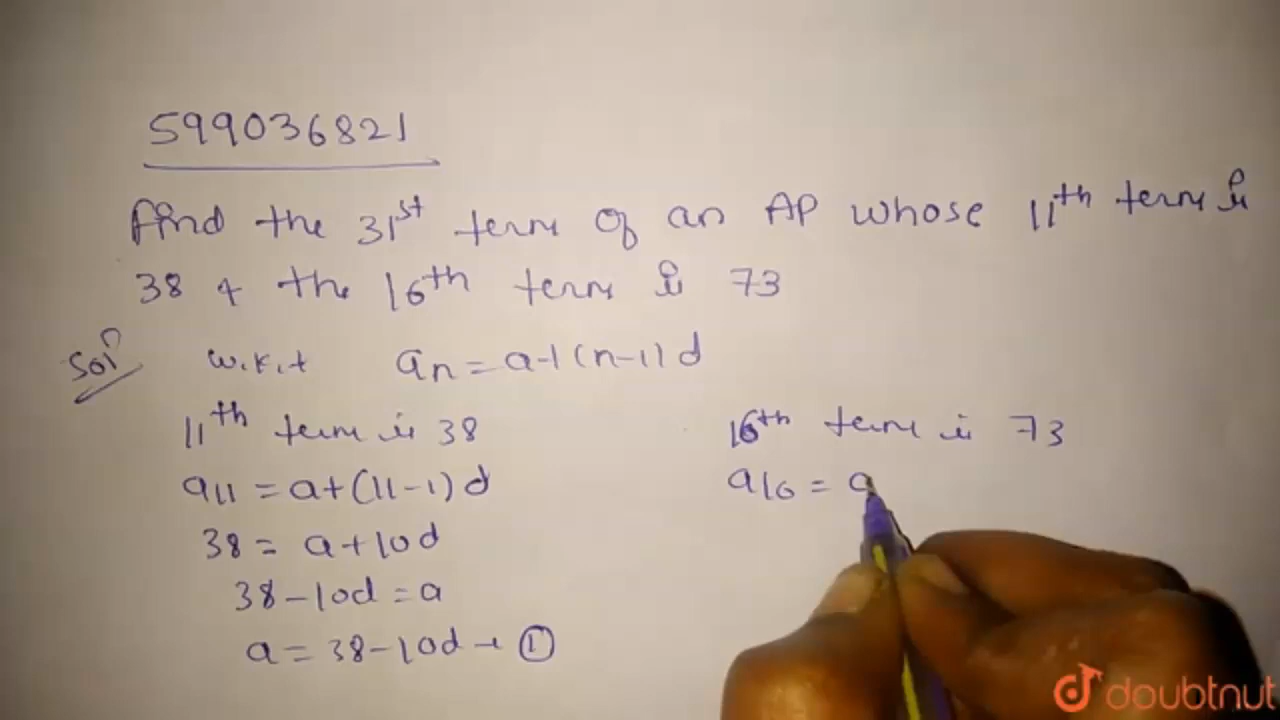 599036821
Find the 31st term of an AP whose 11th term is
38 & the 16th term is 73
Sol^n w.k.t an = a+(n-1)d
11th term is 38
a11 = a+(11-1)d
38 = a+10d
38-10d = a
a = 38-10d → ①
16th term is 73
a16 = a
doubtnut